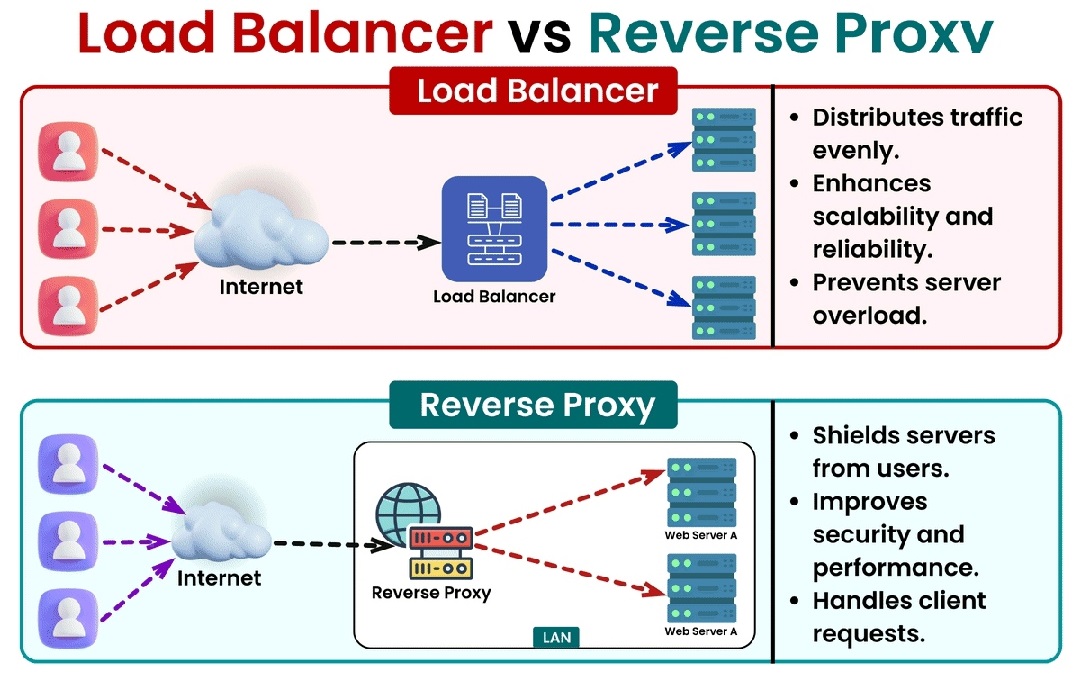 Load Balancer vs Reverse Proxy
Load Balancer
Internet
Load Balancer
• Distributes traffic
evenly.
• Enhances
scalability and
reliability.
• Prevents server
overload.
Reverse Proxy
Internet
Reverse Proxy
Web Server A
Web Server A
LAN
• Shields servers
from users.
• Improves
security and
performance.
• Handles client
requests.